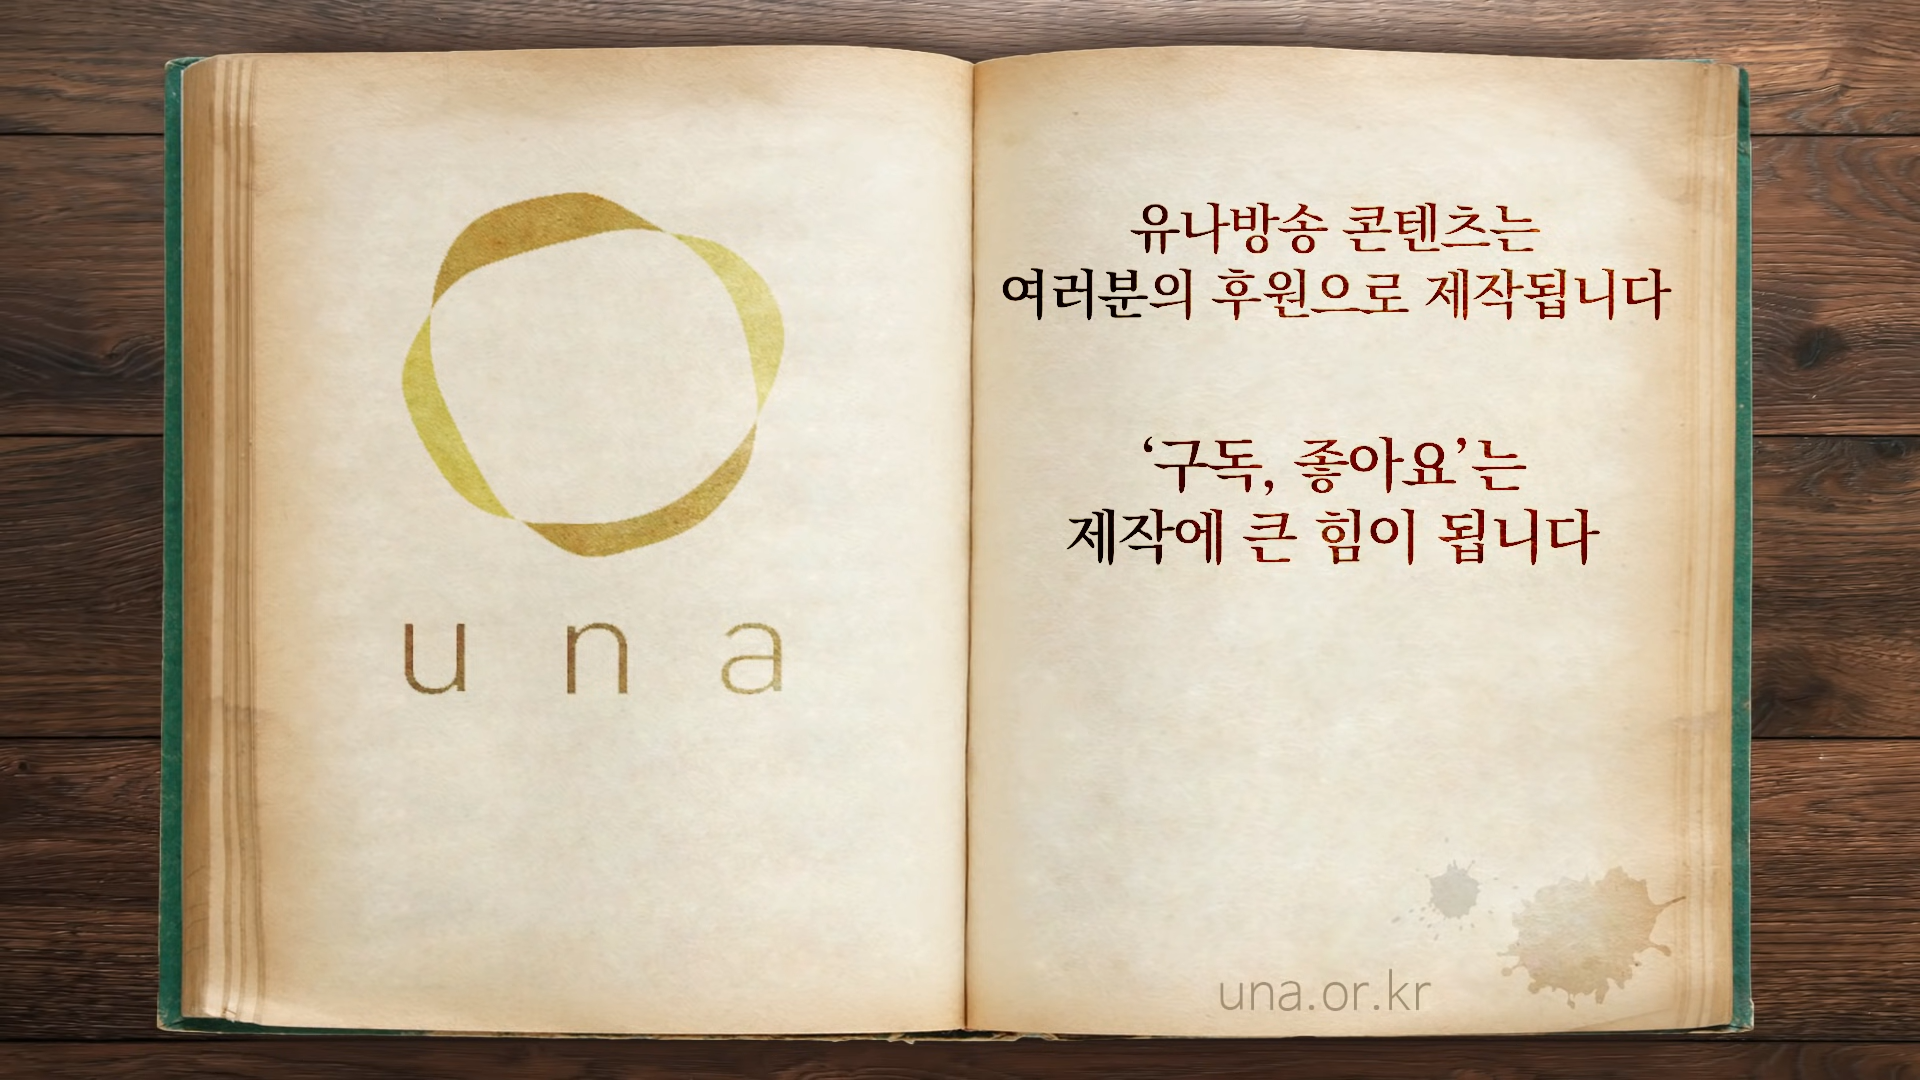 una
유나방송 콘텐츠는
여러분의 후원으로 제작됩니다
‘구독, 좋아요’는
제작에 큰 힘이 됩니다
una.or.kr